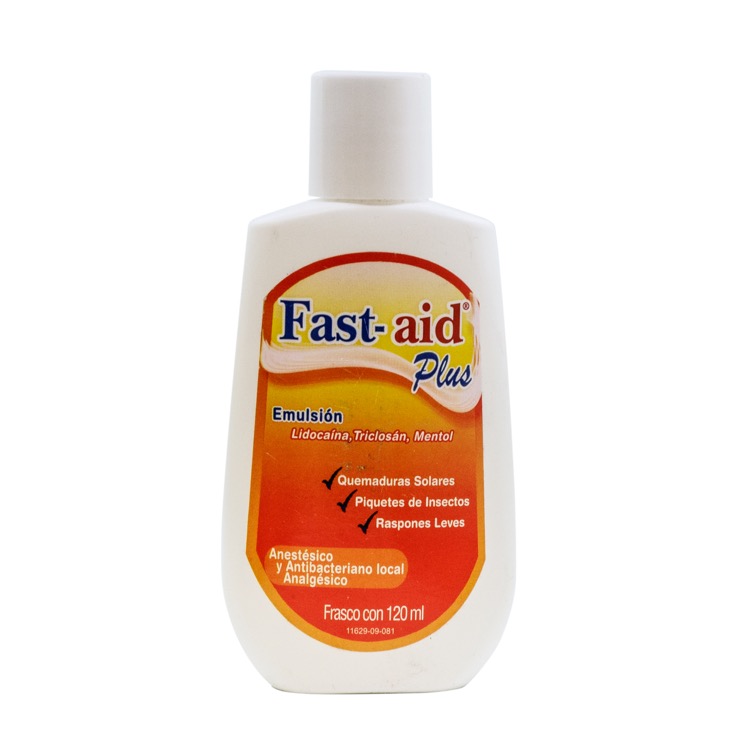 Fast-aid®
Plus
Emulsión
Lidocaína, Triclosán, Mentol
Quemaduras Solares
Piquetes de Insectos
Raspones Leves
Anestésico
y Antibacteriano local
Analgésico
Frasco con 120 ml
11629-09-081